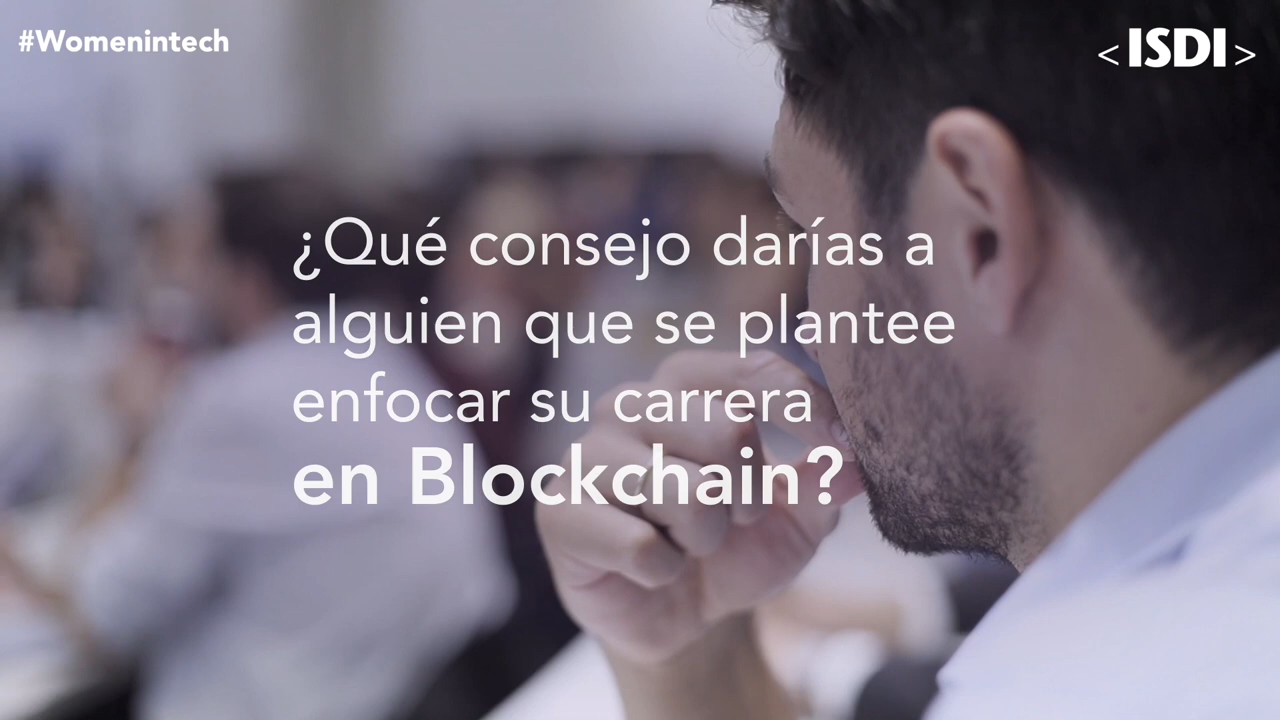 #Womenintech
<ISDI>
¿Qué consejo darías a
alguien que se plantee
enfocar su carrera
en Blockchain?